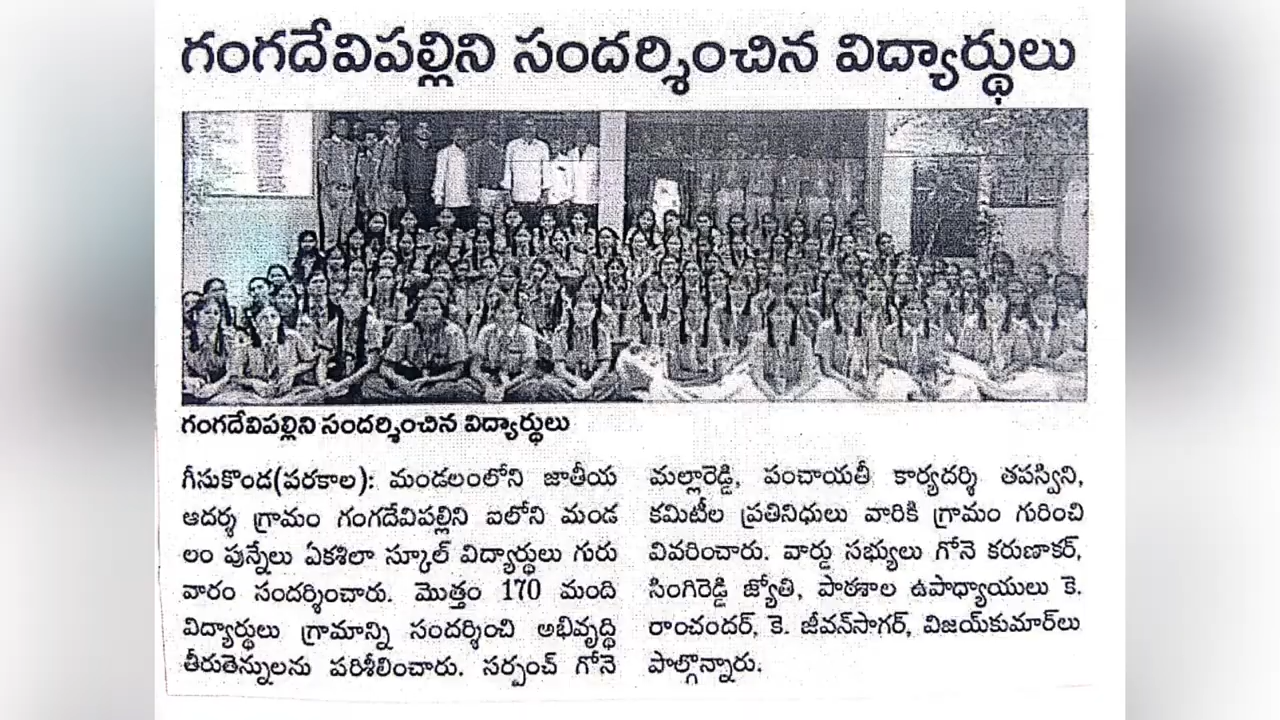 గంగదేవిపల్లిని సందర్శించిన విద్యార్థులు
గంగదేవిపల్లిని సందర్శించిన విద్యార్థులు
గీసుకొండ(పరకాల): మండలంలోని జాతీయ
ఆదర్శ గ్రామం గంగదేవిపల్లిని ఐలోని మండ
లం పున్నేలు ఏకశిలా స్కూల్ విద్యార్థులు గురు
వారం సందర్శించారు. మొత్తం 170 మంది
విద్యార్థులు గ్రామాన్ని సందర్శించి అభివృద్ధి
తీరుతెన్నులను పరిశీలించారు. సర్పంచ్ గోనె
మల్లారెడ్డి, పంచాయతీ కార్యదర్శి తపస్విని,
కమిటీల ప్రతినిధులు వారికి గ్రామం గురించి
వివరించారు. వార్డు సభ్యులు గోనె కరుణాకర్,
సింగిరెడ్డి జ్యోతి, పాఠశాల ఉపాధ్యాయులు కె.
రాంచందర్, కె. జీవన్‌సాగర్, విజయ్‌కుమార్‌లు
పాల్గొన్నారు.